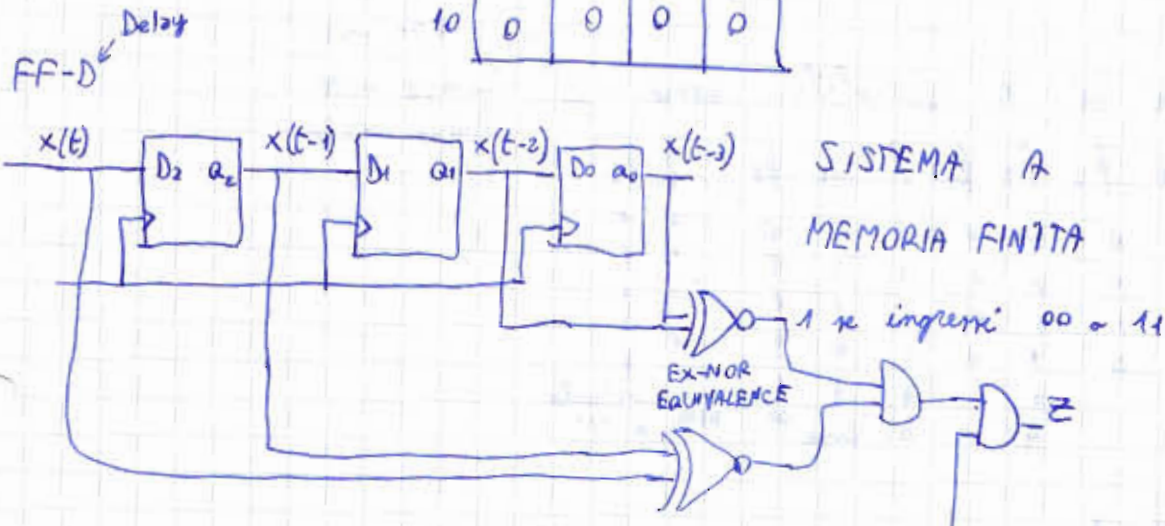 Delay
10 0 0 0 0
FF-D
x(t) x(t-1) x(t-2) x(t-3)
D2 Q2 D1 Q1 D0 Q0
SISTEMA A
MEMORIA FINITA
1 se ingressi 00 o 11
EX-NOR
EQUIVALENCE
Z